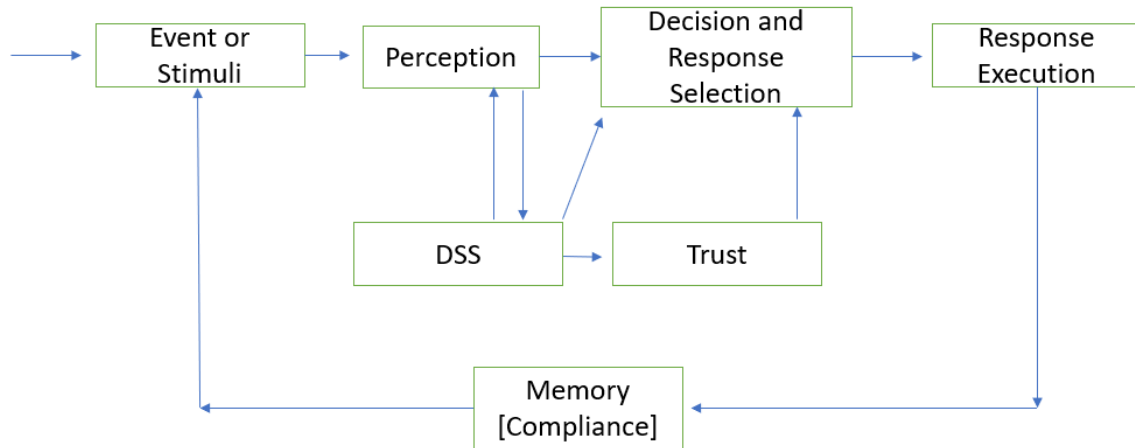 Event or
Stimuli
Perception
Decision and
Response
Selection
Response
Execution
DSS
Trust
Memory
[Compliance]